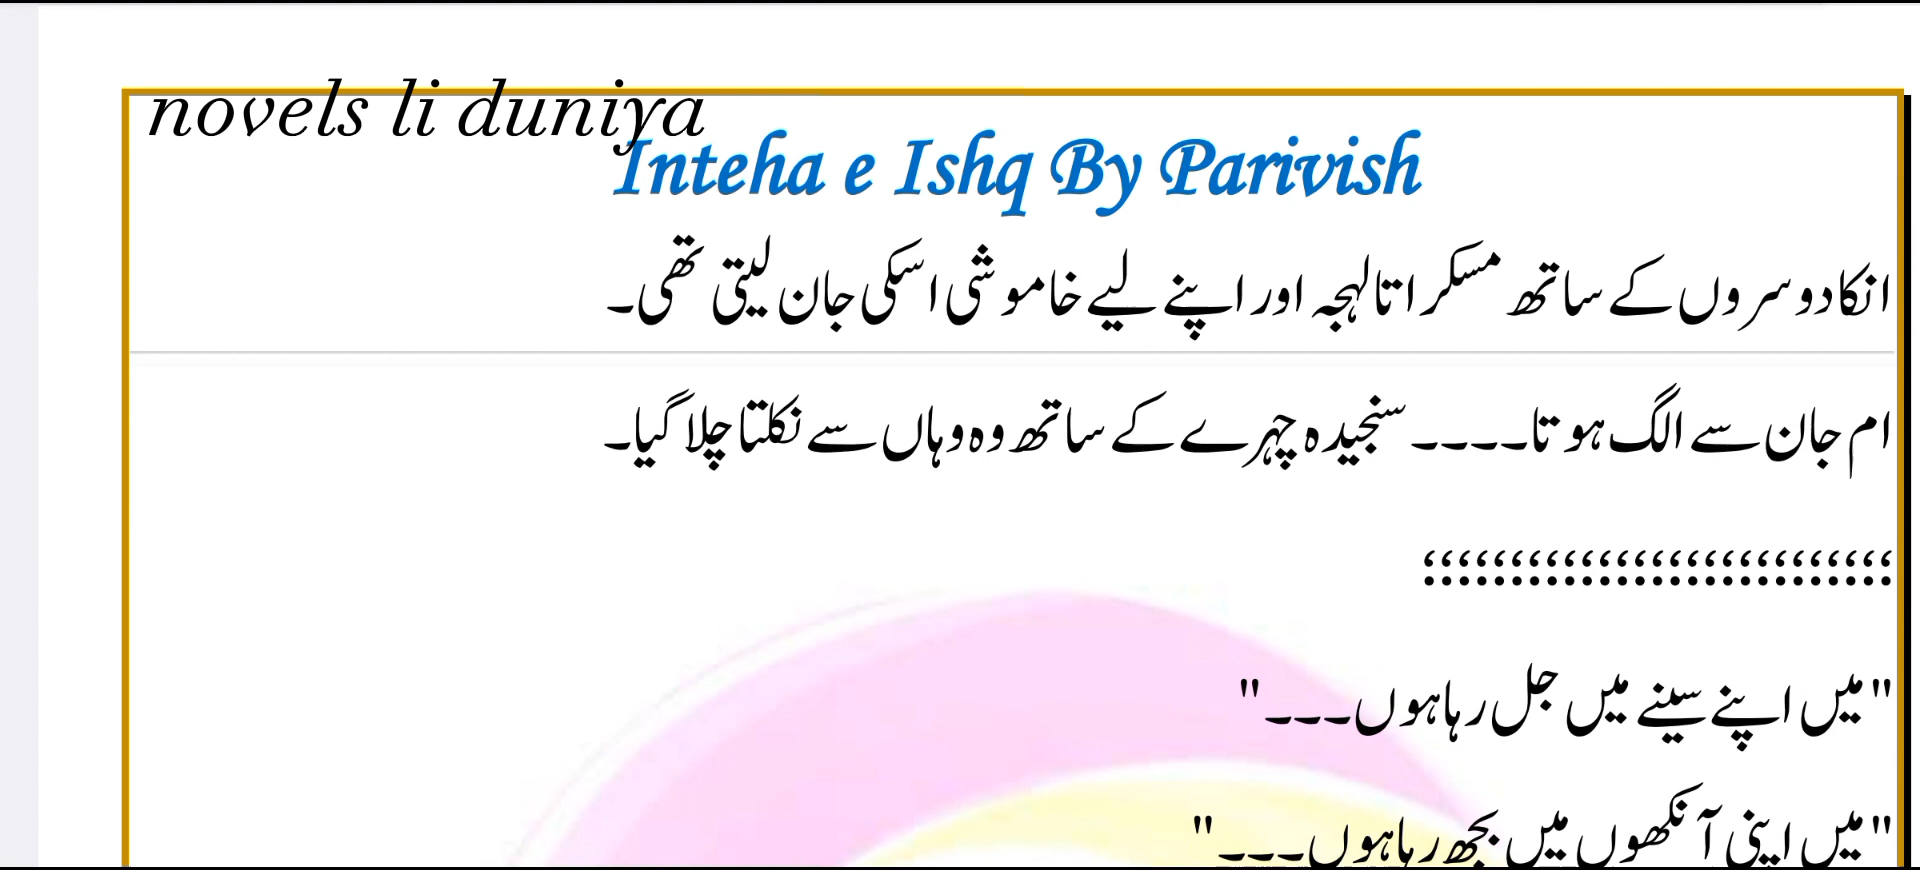 novels li duniya
Inteha e Ishq By Parivish
انکا دوسروں کے ساتھ مسکراتا لہجہ اور اپنے لیے خاموشی اسکی جان لیتی تھی۔
ام جان سے الگ ہوتا۔۔۔۔ سنجیدہ چہرے کے ساتھ وہ وہاں سے نکلتا چلا گیا۔
؛؛؛؛؛؛؛؛؛؛؛؛؛؛؛؛؛؛؛؛؛؛؛؛؛؛؛
"میں اپنے سینے میں جل رہا ہوں۔۔۔"
"میں اپنی آنکھوں میں بجھ رہا ہوں۔۔۔"